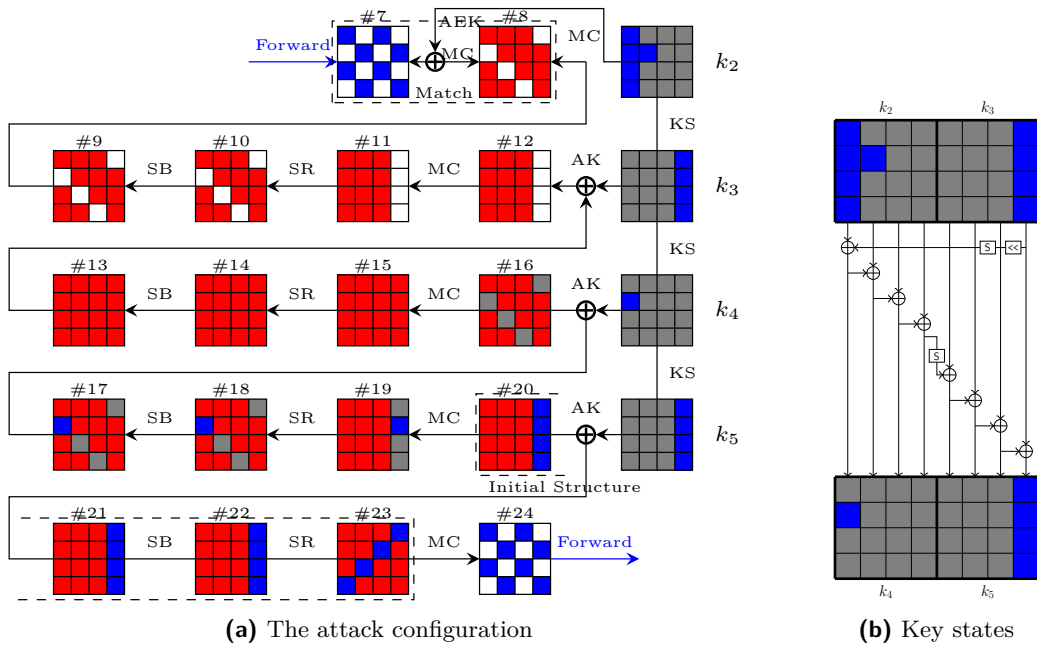 #7 AEK #8
Forward MC MC k₂
Match
KS
k₂ k₃
#9 #10 #11 #12
SB SR MC AK k₃
KS
S <<
#13 #14 #15 #16
SB SR MC AK k₄
S
KS
#17 #18 #19 #20
SB SR MC AK k₅
Initial Structure
#21 #22 #23 #24
SB SR MC Forward
k₄ k₅
(a) The attack configuration
(b) Key states